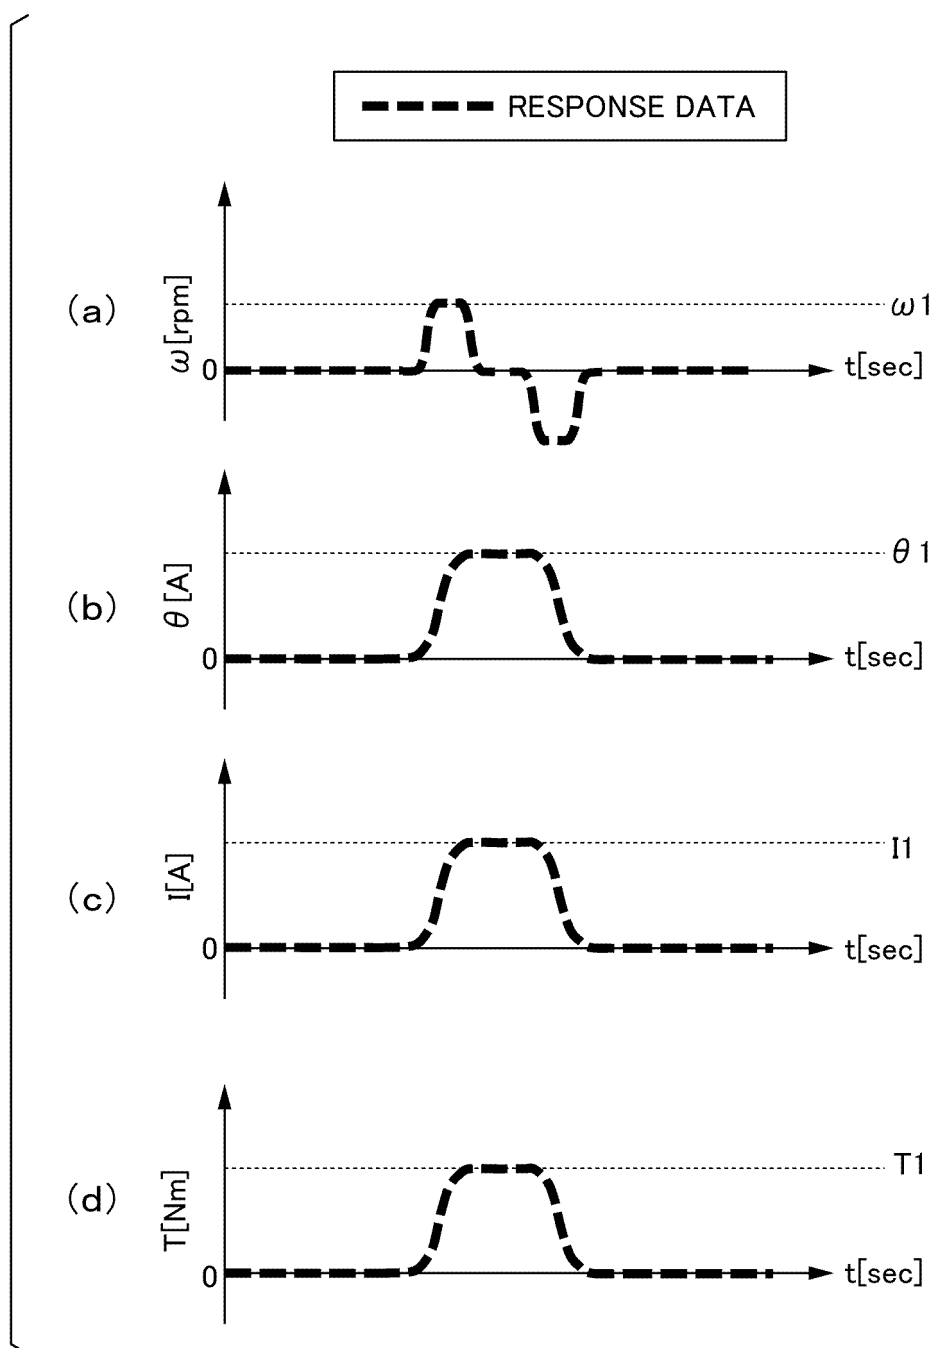 RESPONSE DATA
(a)
ω[rpm]
0
ω1
t[sec]
(b)
θ[A]
0
θ1
t[sec]
(c)
I[A]
0
I1
t[sec]
(d)
T[Nm]
0
T1
t[sec]